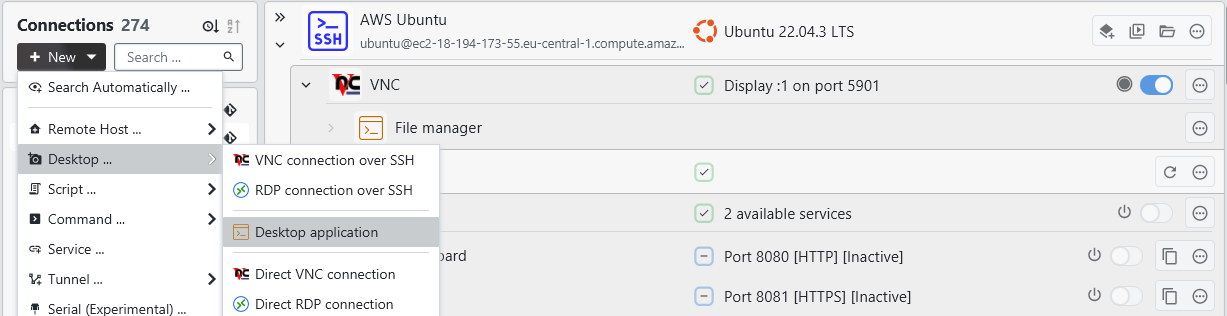 Connections 274
New
Search ...
Search Automatically ...
Remote Host ...
Desktop ...
Script ...
Command ...
Service ...
Tunnel ...
Serial (Experimental) ...
VNC connection over SSH
RDP connection over SSH
Desktop application
Direct VNC connection
Direct RDP connection
SSH
AWS Ubuntu
ubuntu@ec2-18-194-173-55.eu-central-1.compute.amaz...
Ubuntu 22.04.3 LTS
VNC
Display :1 on port 5901
File manager
2 available services
oard
Port 8080 [HTTP] [Inactive]
Port 8081 [HTTPS] [Inactive]